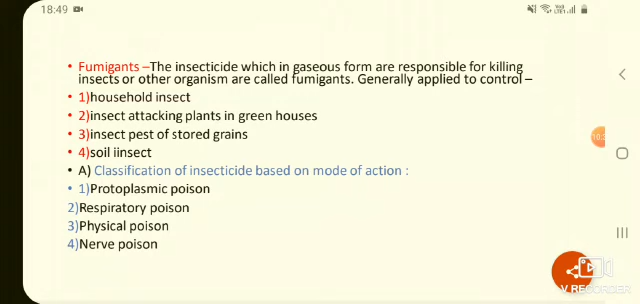 18:49
Fumigants –The insecticide which in gaseous form are responsible for killing
insects or other organism are called fumigants. Generally applied to control –
1)household insect
2)insect attacking plants in green houses
3)insect pest of stored grains
4)soil iinsect
A) Classification of insecticide based on mode of action :
1)Protoplasmic poison
2)Respiratory poison
3)Physical poison
4)Nerve poison
V RECORDER